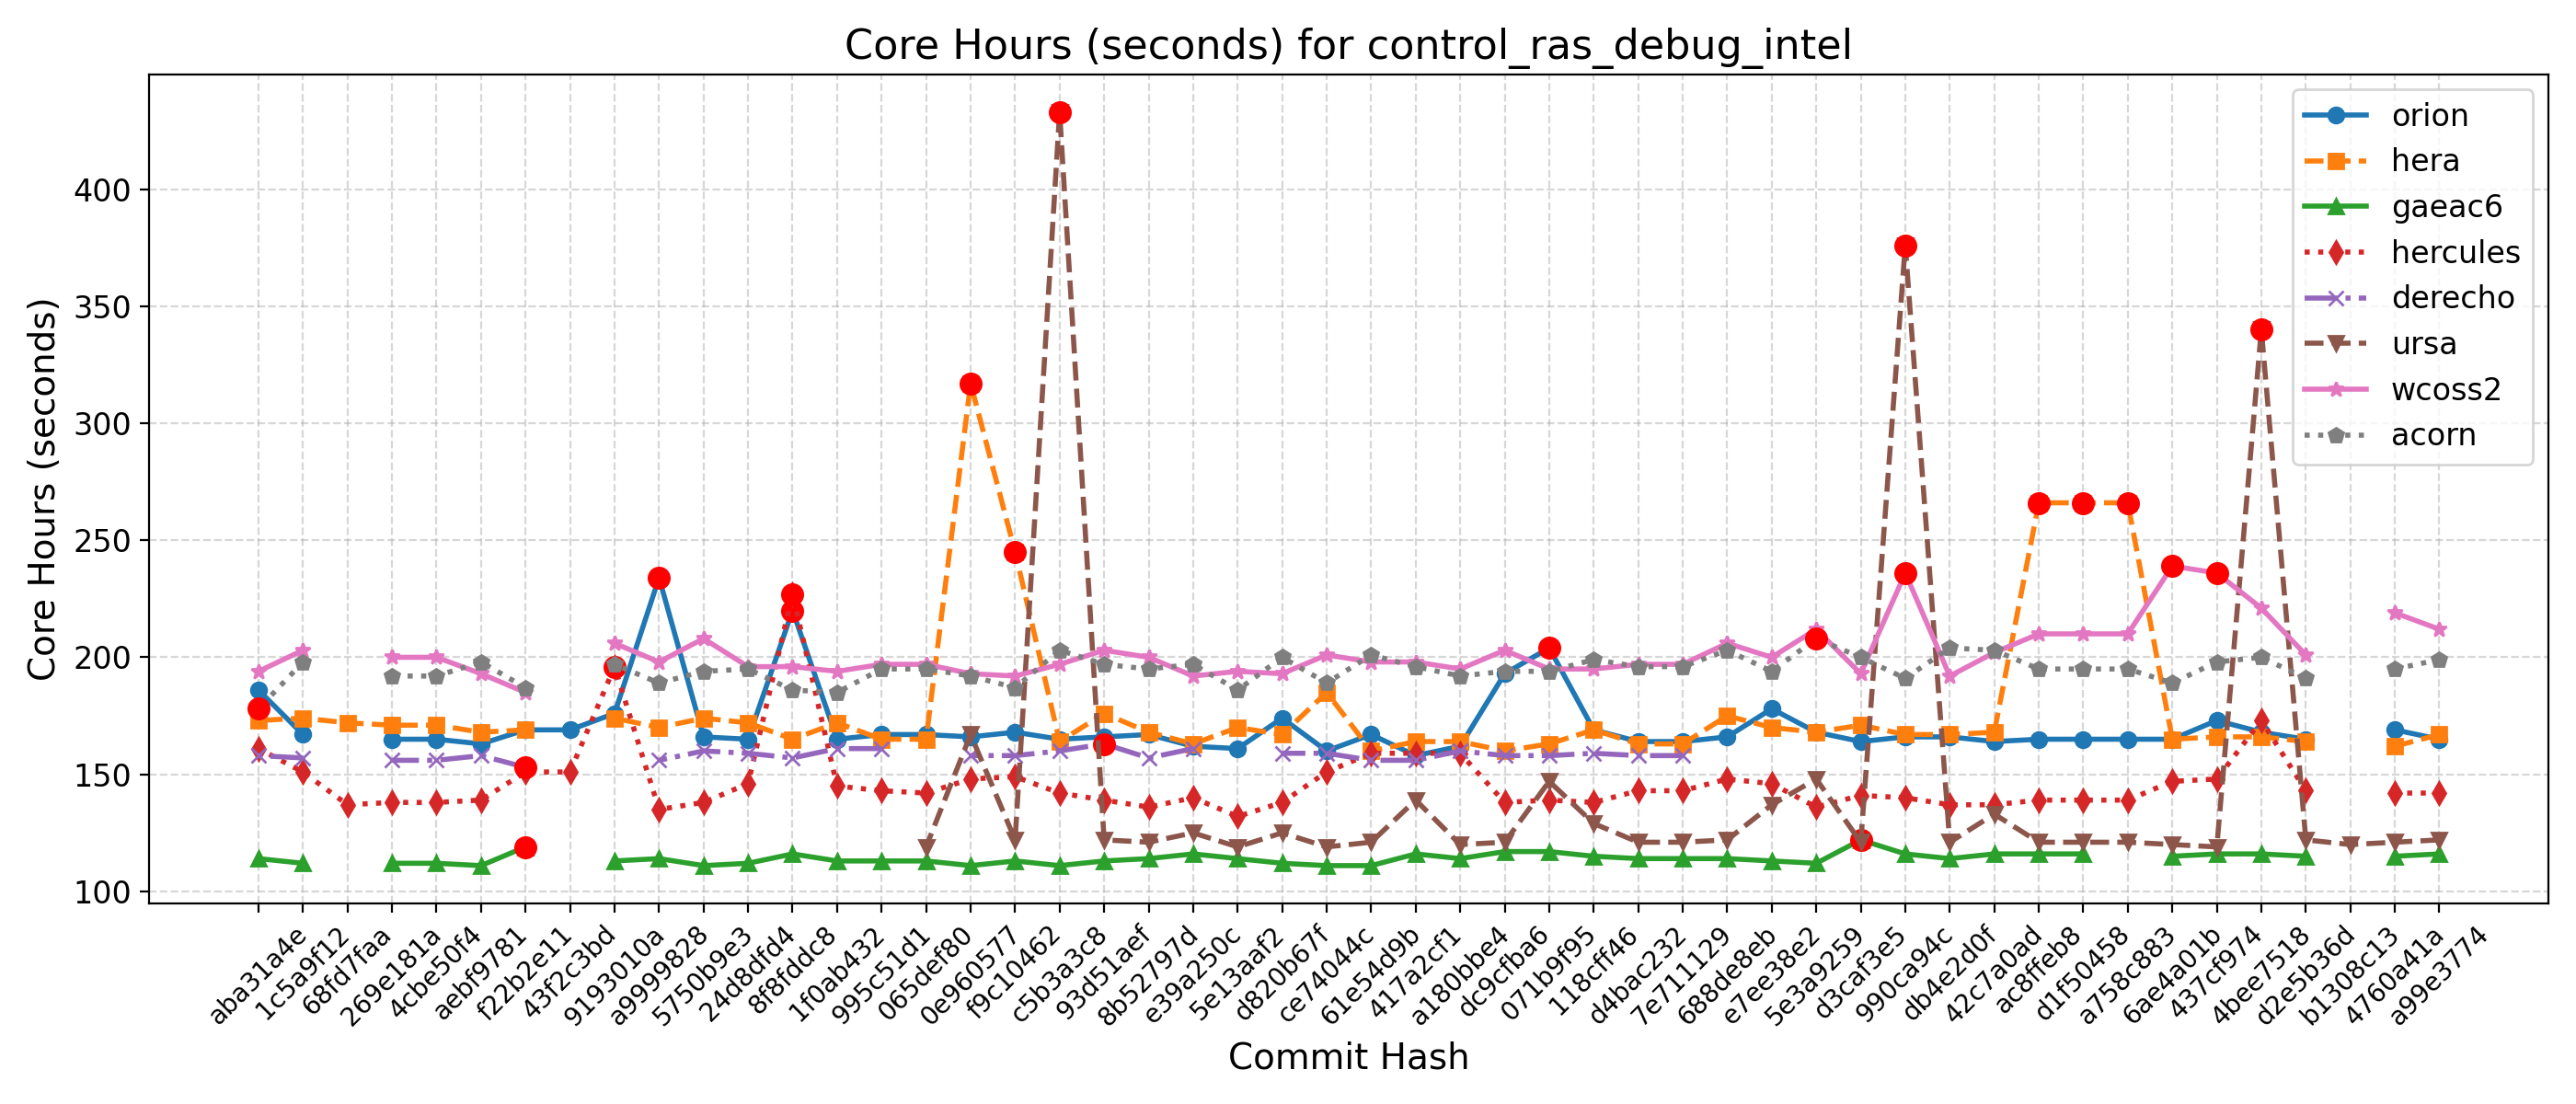 Core Hours (seconds) for control_ras_debug_intel
Core Hours (seconds)
400
350
300
250
200
150
100
orion
hera
gaeac6
hercules
derecho
ursa
wcoss2
acorn
aba31a4e
1c5a9f12
68fd7faa
269e181a
4cbe50f4
aebf9781
f22b2e11
43f2c3bd
9193010a
a9999828
5750b9e3
24d8dfd4
8f8fddc8
1f0ab432
995c51d1
065def80
0e960577
f9c10462
c5b3a3c8
93d51aef
8b52797d
e39a250c
5e13aaf2
d820b67f
ce74044c
61e54d9b
417a2cf1
a180bbe4
dc9cfba6
071b9f95
118cff46
d4bac232
7e711129
688de8eb
e7ee38e2
5e3a9259
d3caf3e5
990ca94c
db4e2d0f
42c7a0ad
ac8ffeb8
d1f50458
a758c883
6ae4a01b
437cf974
4bee7518
d2e5b36d
b1308c13
4760a41a
a99e3774
Commit Hash